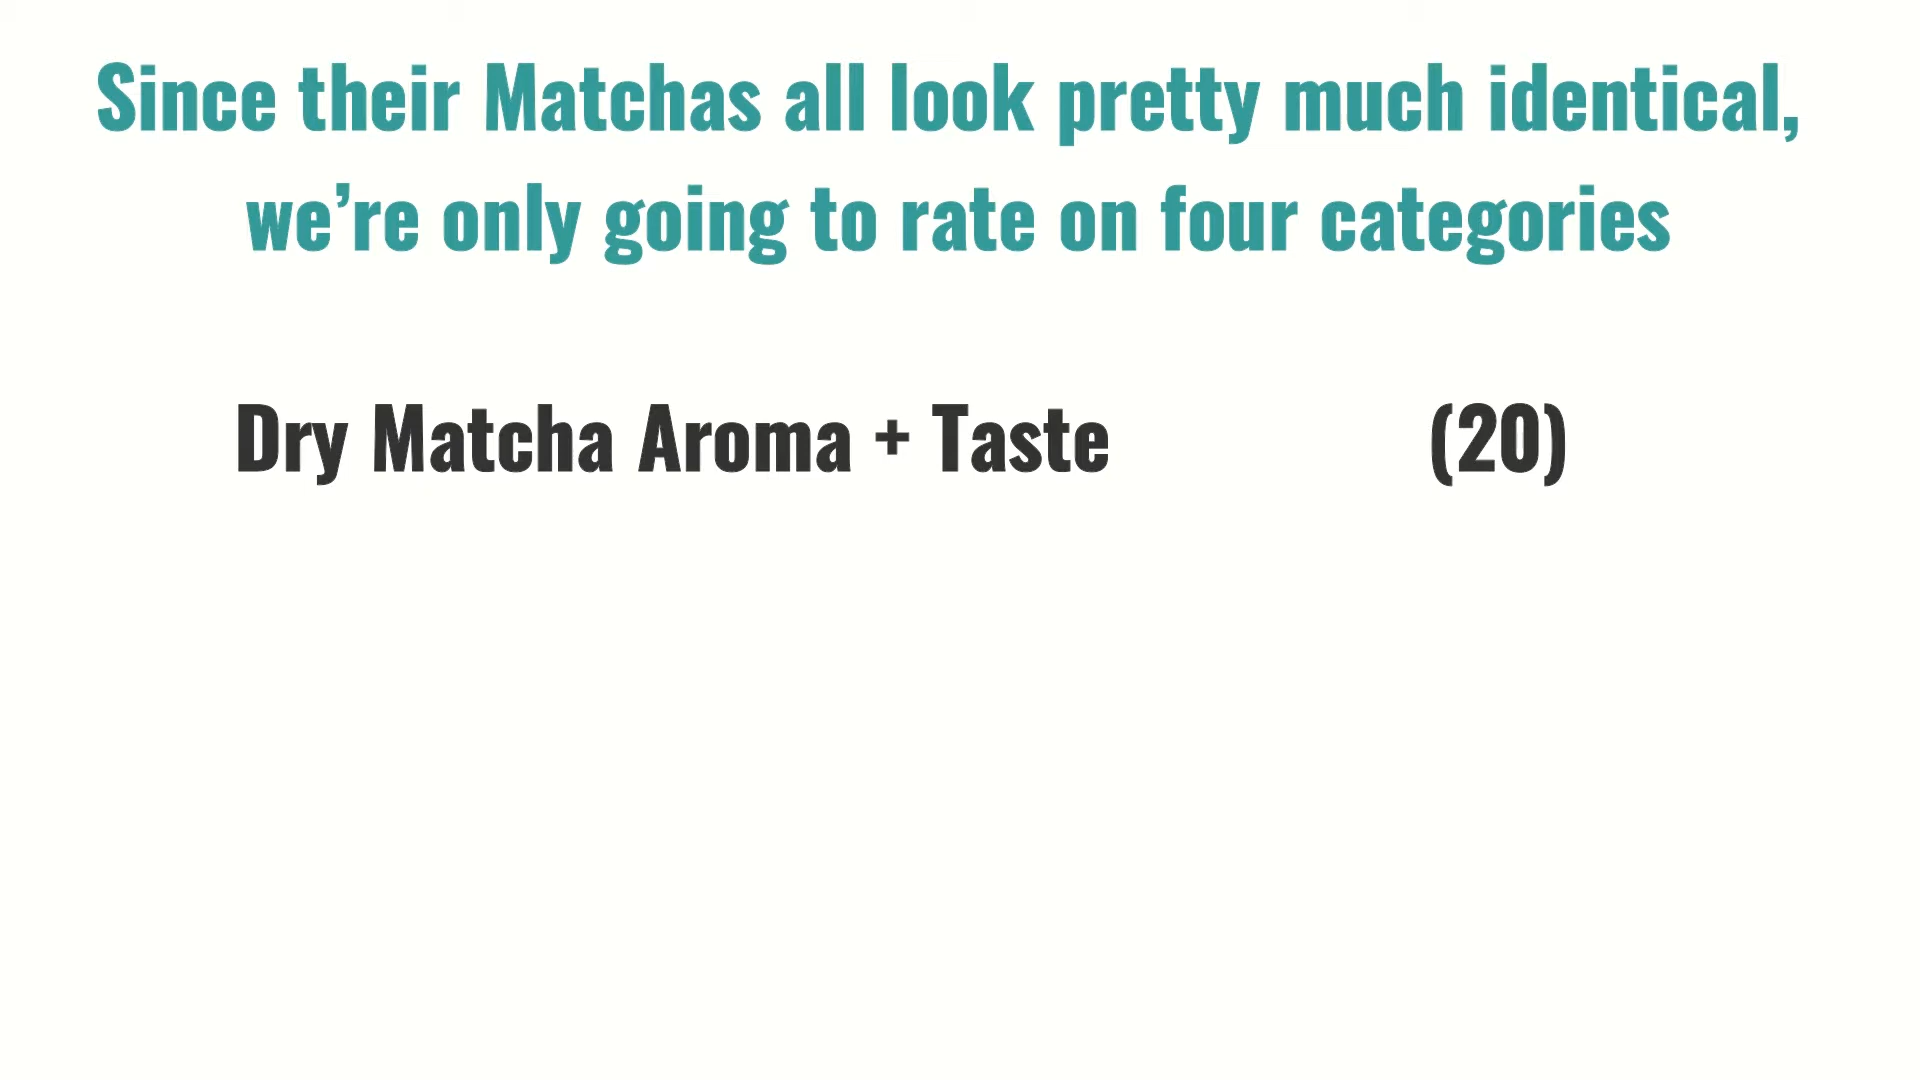 Since their Matchas all look pretty much identical,
we’re only going to rate on four categories
Dry Matcha Aroma + Taste (20)